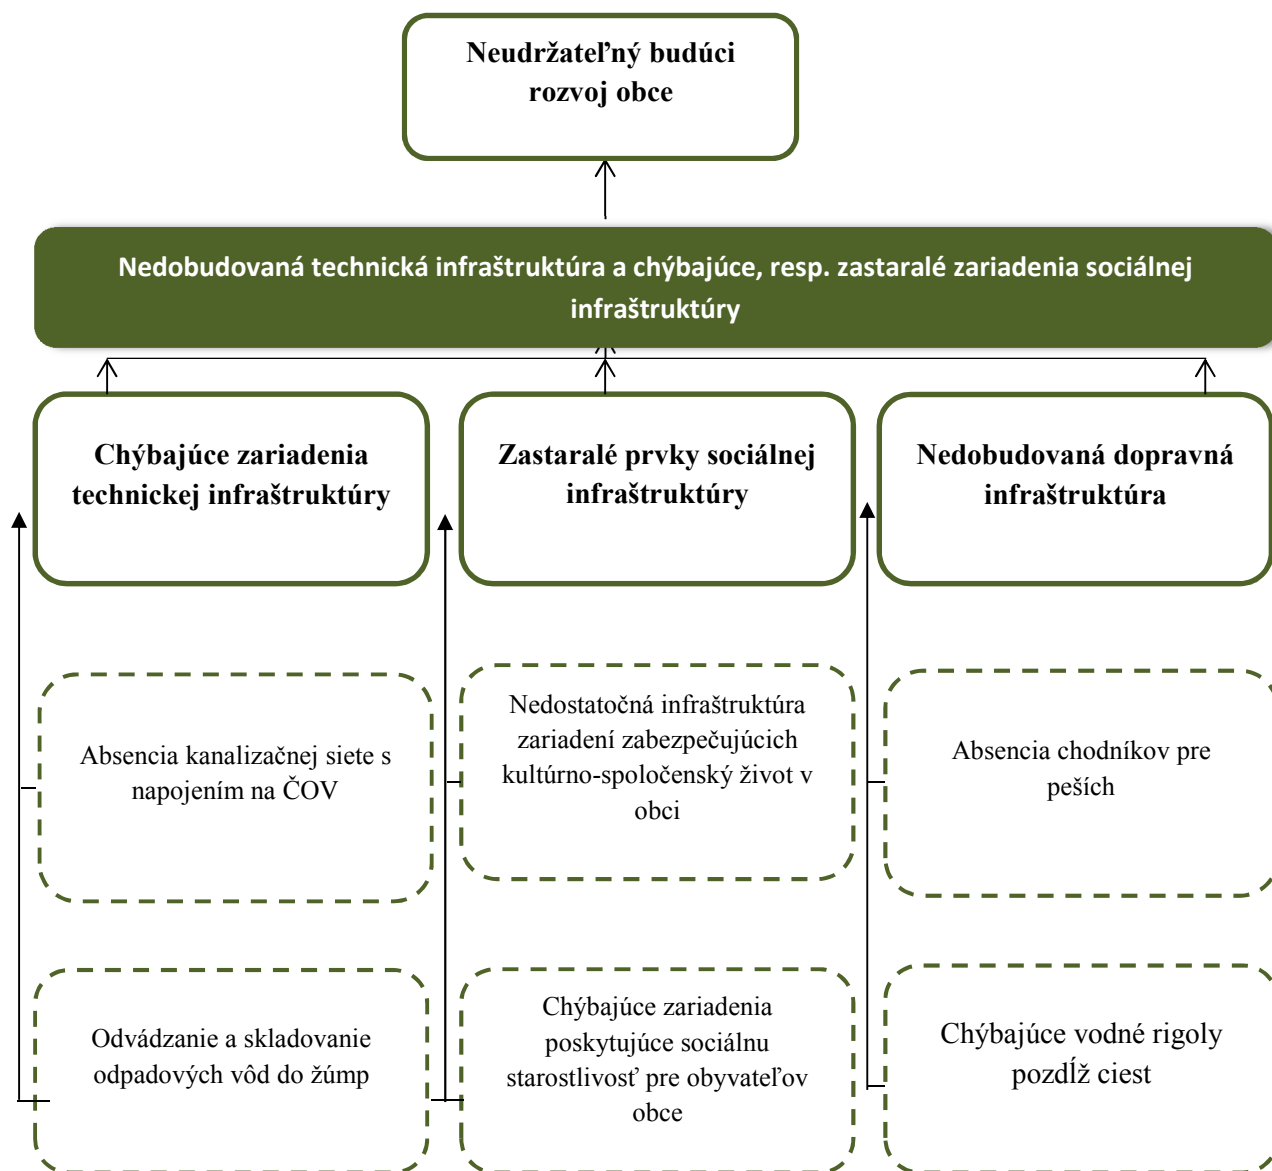 Neudržateľný budúci
rozvoj obce
Nedobudovaná technická infraštruktúra a chýbajúce, resp. zastaralé zariadenia sociálnej
infraštruktúry
Chýbajúce zariadenia
technickej infraštruktúry
Zastaralé prvky sociálnej
infraštruktúry
Nedobudovaná dopravná
infraštruktúra
Absencia kanalizačnej siete s
napojením na ČOV
Nedostatočná infraštruktúra
zariadení zabezpečujúcich
kultúrno-spoločenský život v
obci
Absencia chodníkov pre
peších
Odvádzanie a skladovanie
odpadových vôd do žúmp
Chýbajúce zariadenia
poskytujúce sociálnu
starostlivosť pre obyvateľov
obce
Chýbajúce vodné rigoly
pozdĺž ciest